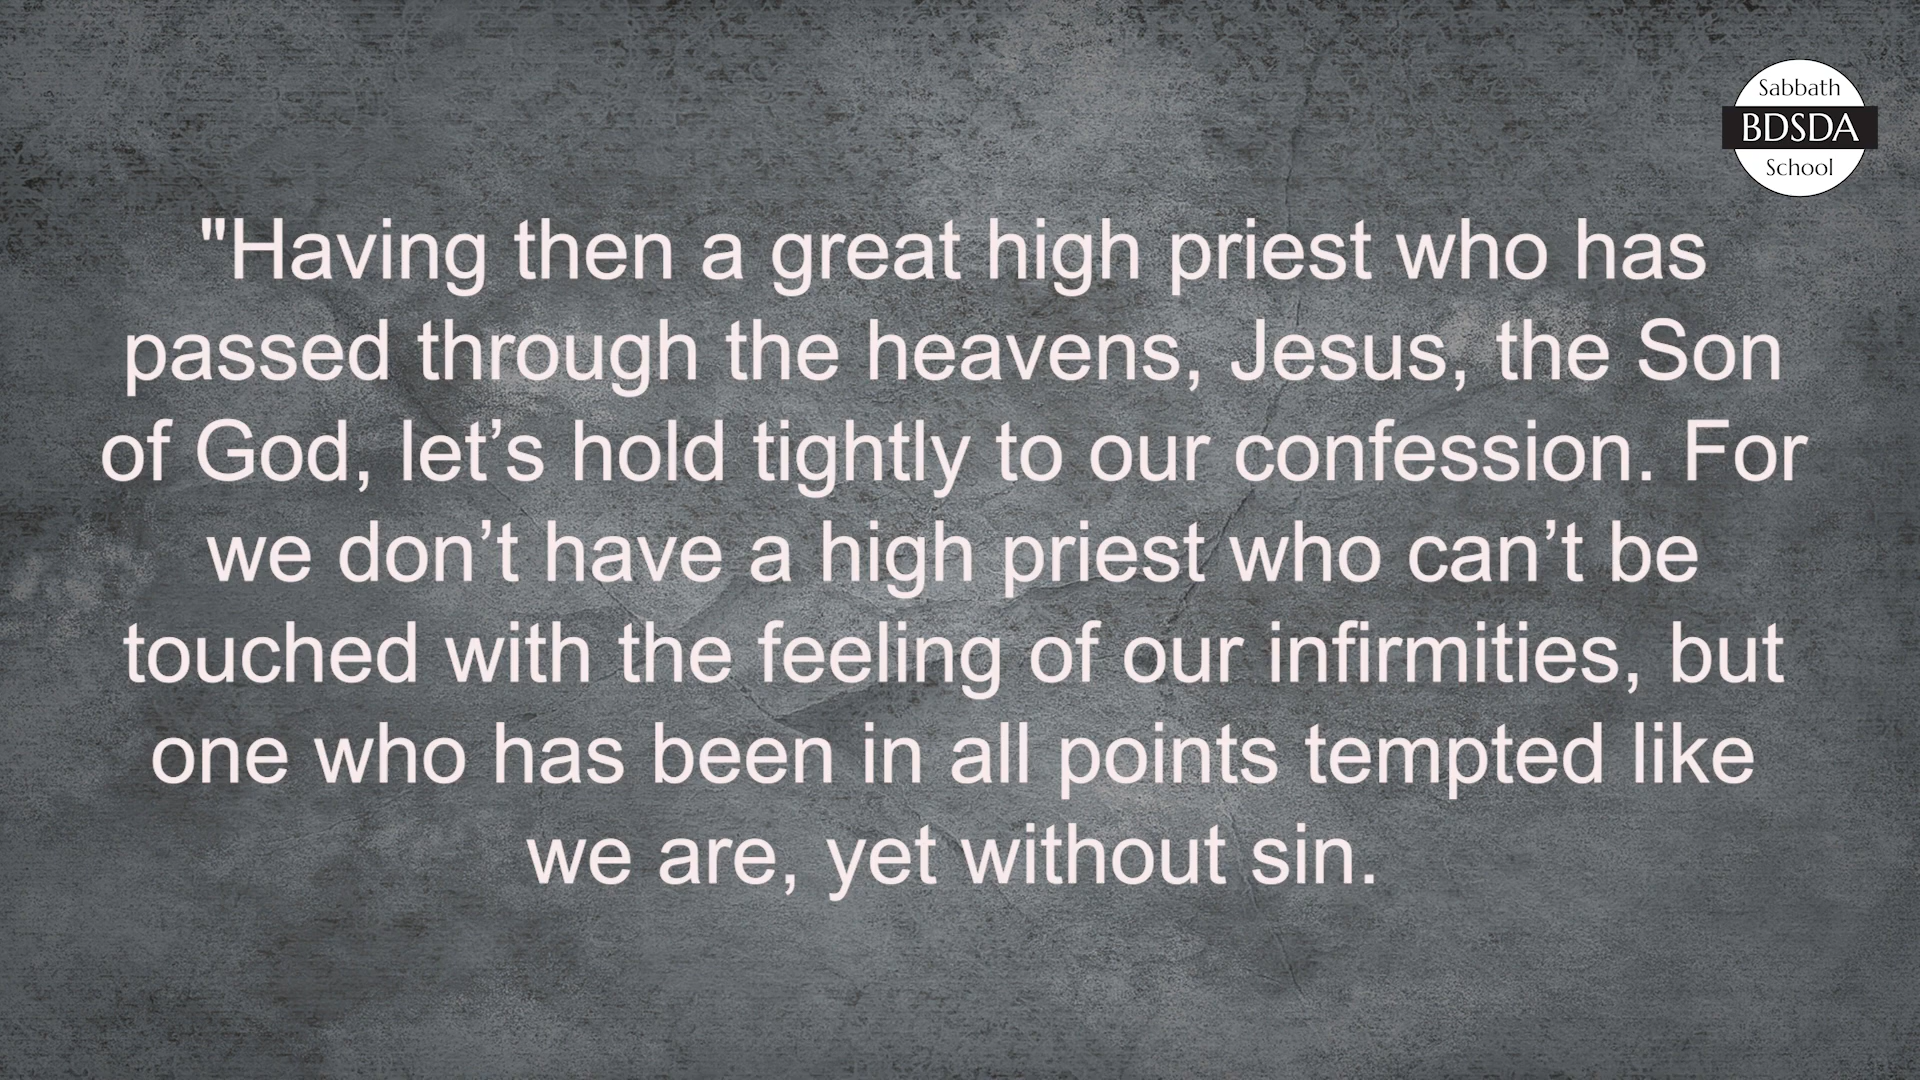 Sabbath
BDSDA
School
"Having then a great high priest who has
passed through the heavens, Jesus, the Son
of God, let’s hold tightly to our confession. For
we don’t have a high priest who can’t be
touched with the feeling of our infirmities, but
one who has been in all points tempted like
we are, yet without sin.